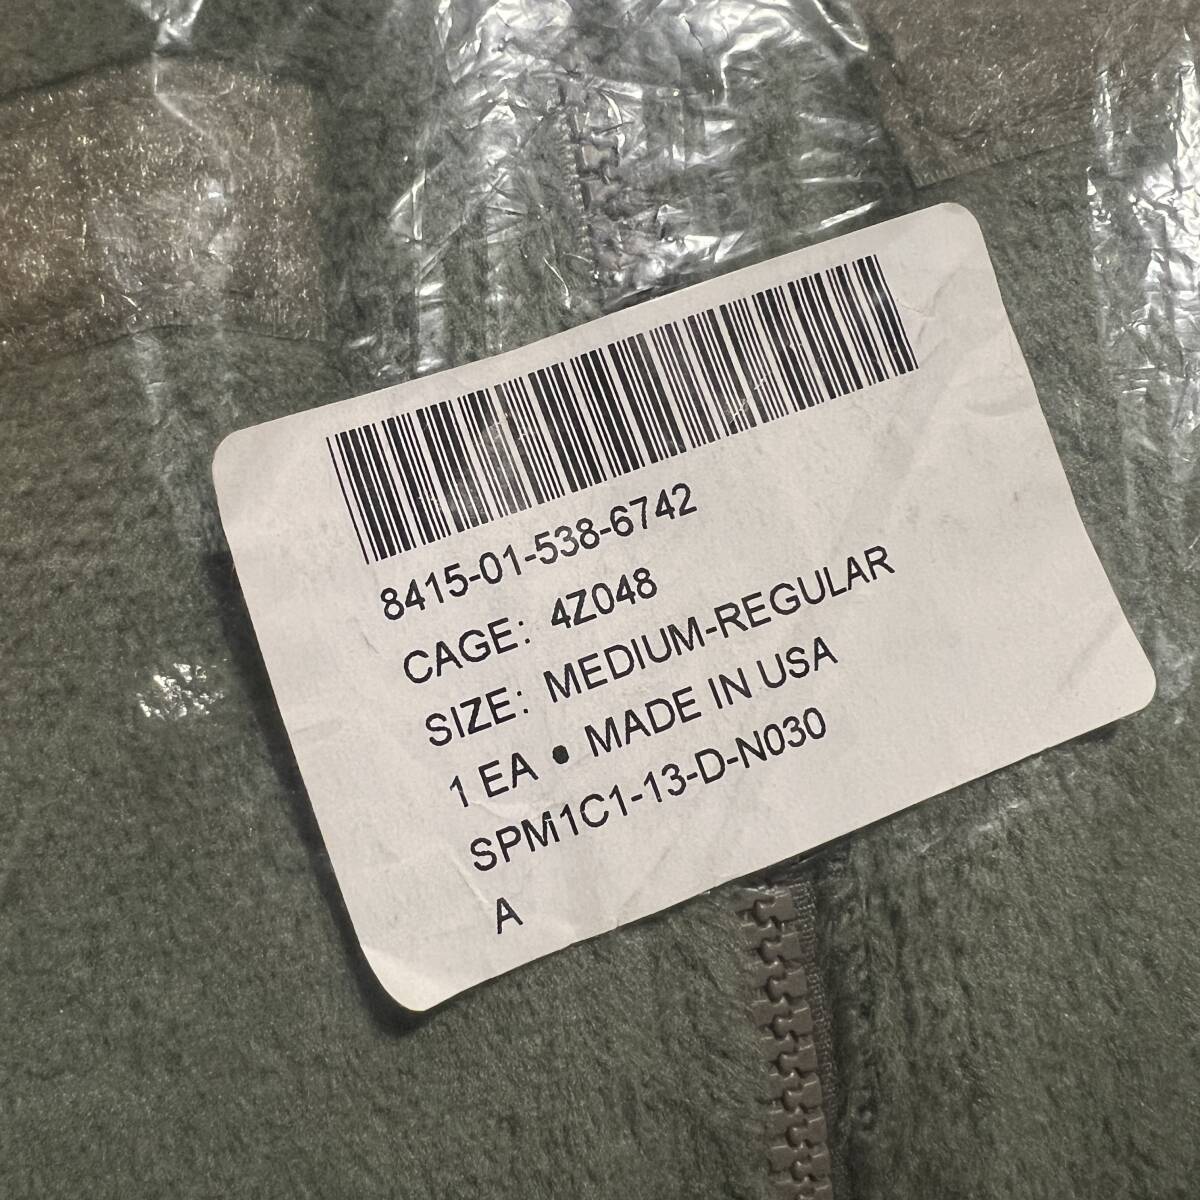 8415-01-538-6742
CAGE: 4Z048
SIZE: MEDIUM-REGULAR
1 EA • MADE IN USA
SPM1C1-13-D-N030
A